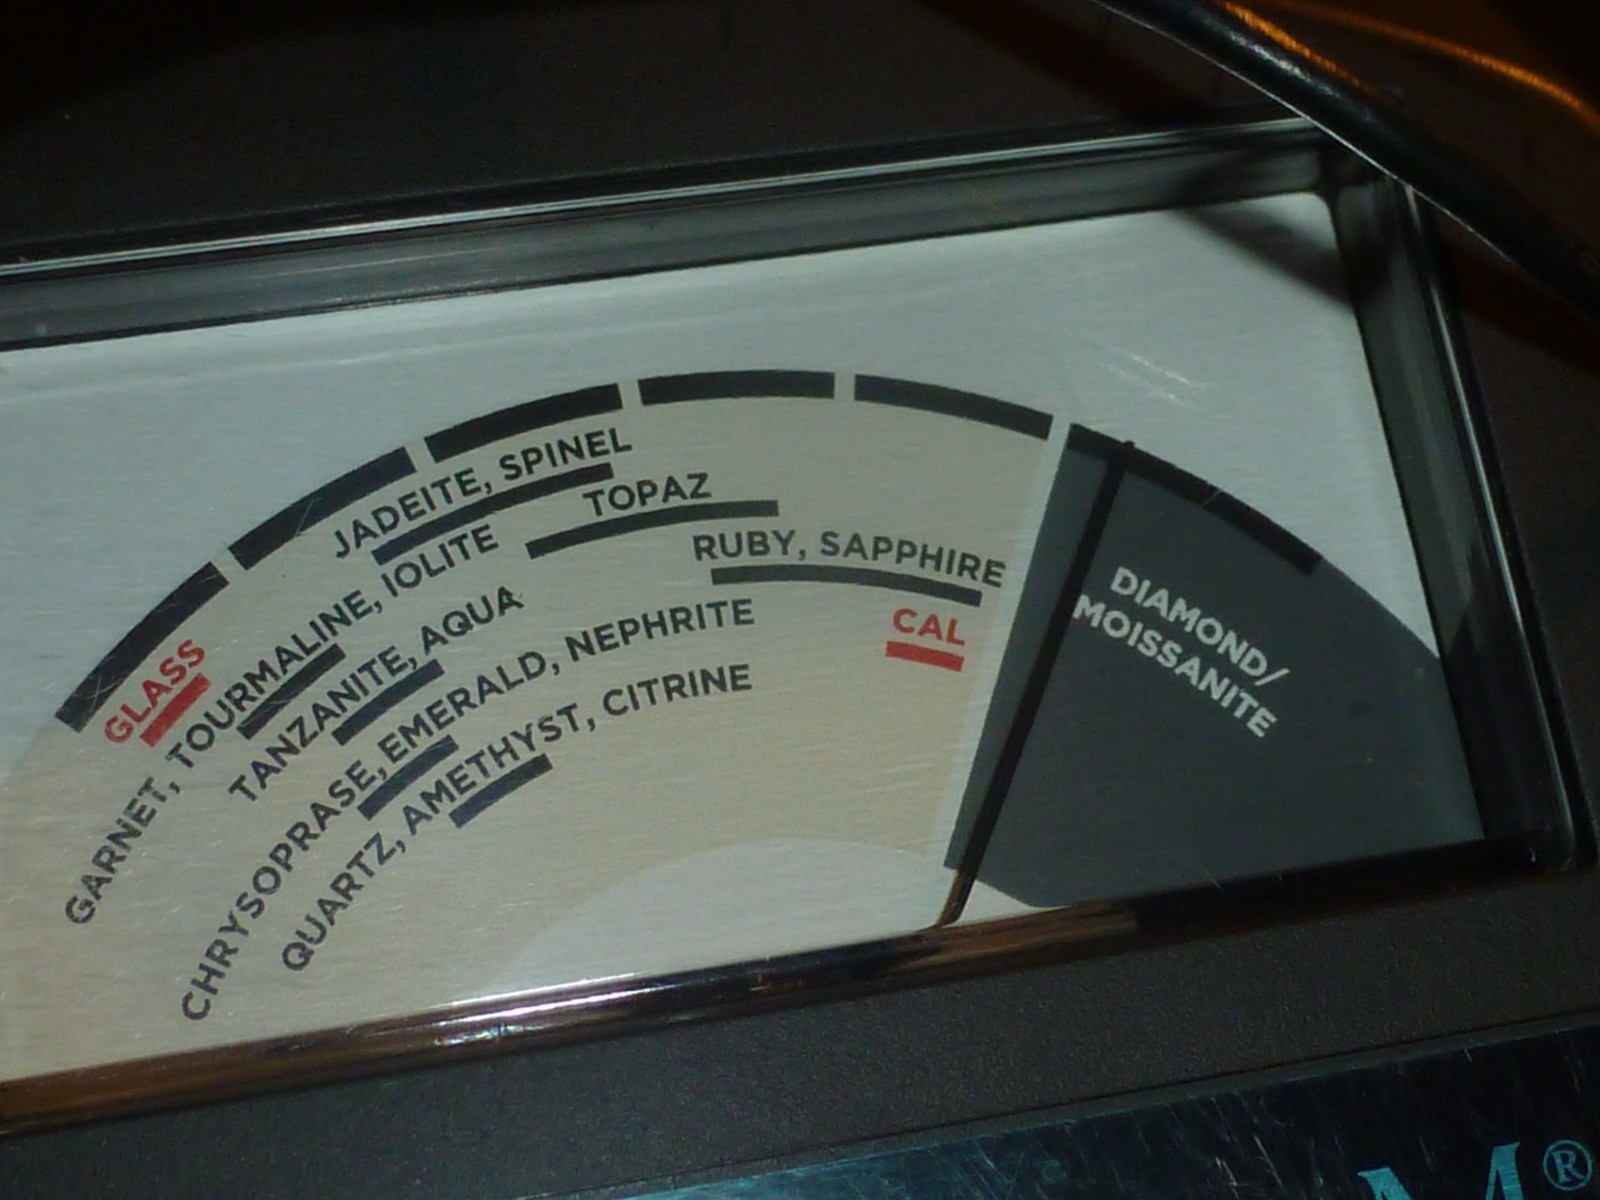 JADEITE, SPINEL
TOPAZ
RUBY, SAPPHIRE
CAL
GLASS
GARNET, TOURMALINE, IOLITE
TANZANITE, AQUA
CHRYSOPRASE, EMERALD, NEPHRITE
QUARTZ, AMETHYST, CITRINE
DIAMOND/
MOISSANITE
M®